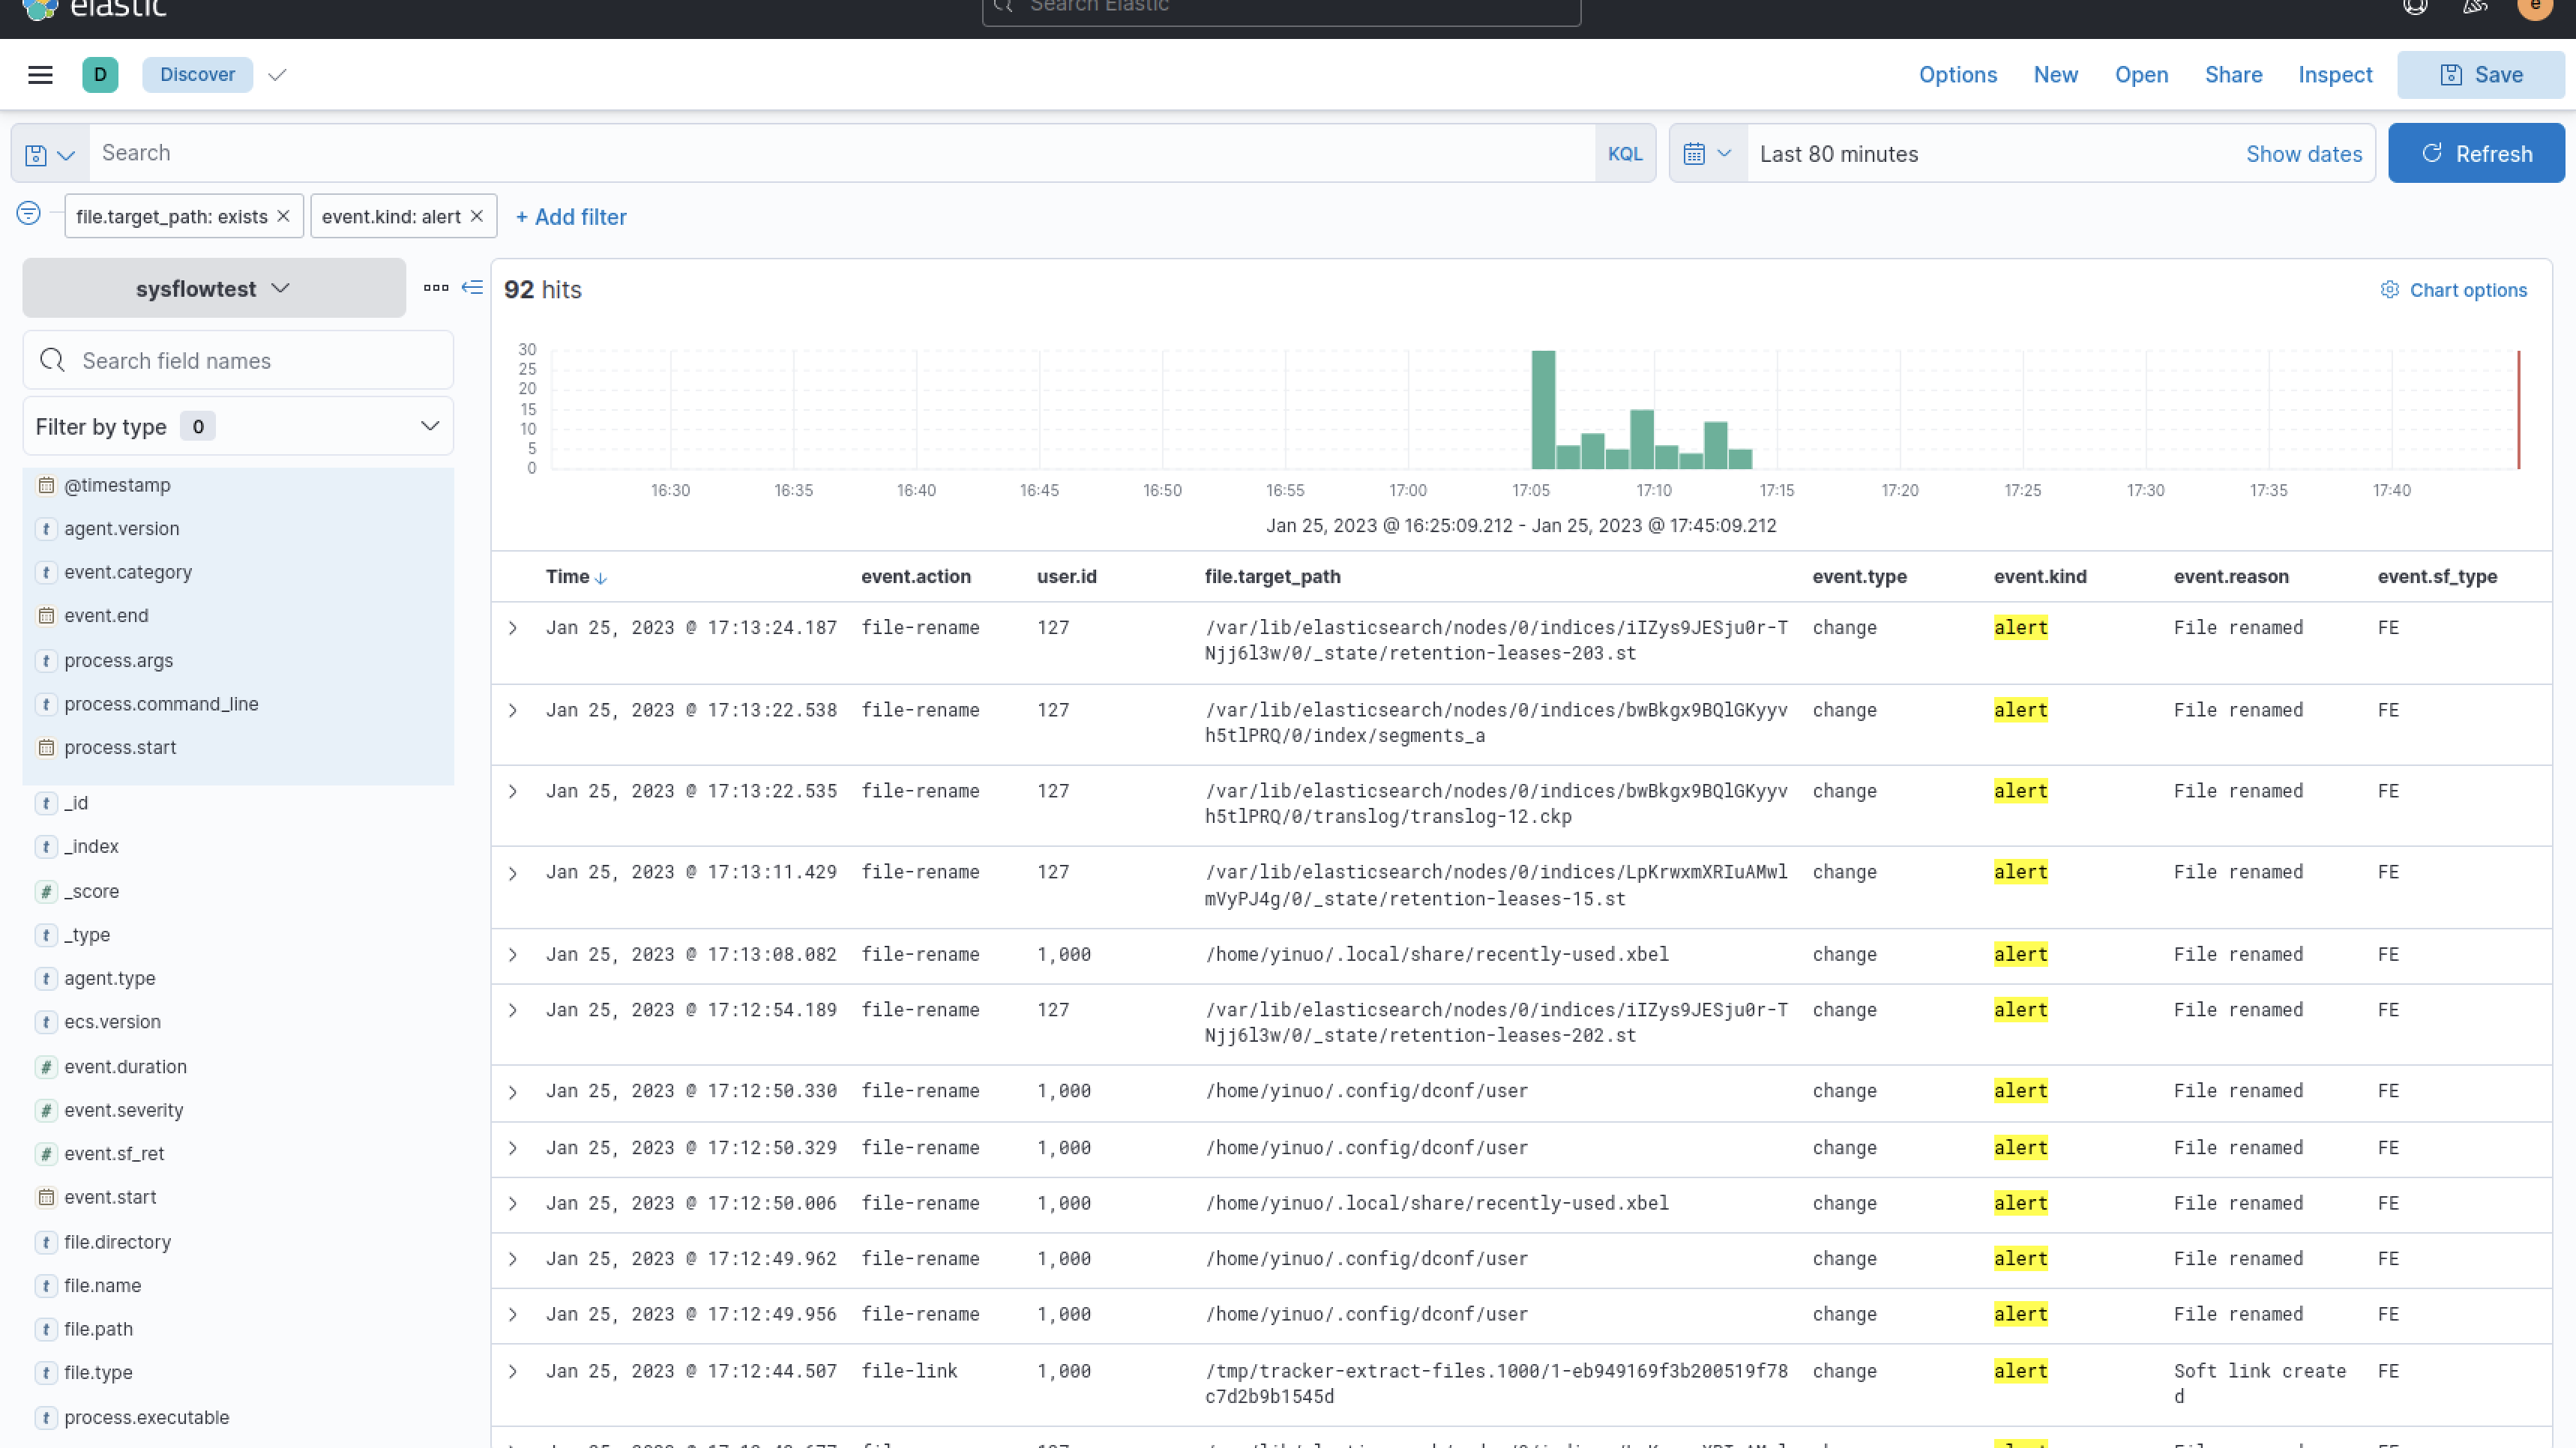 elastic
Search Elastic
e
D
Discover
Options
New
Open
Share
Inspect
Save
Search
KQL
Last 80 minutes
Show dates
Refresh
file.target_path: exists
event.kind: alert
+ Add filter
sysflowtest
92 hits
Chart options
Search field names
Filter by type 0
@timestamp
t agent.version
t event.category
event.end
t process.args
t process.command_line
process.start
t _id
t _index
# _score
t _type
t agent.type
t ecs.version
# event.duration
# event.severity
# event.sf_ret
event.start
t file.directory
t file.name
t file.path
t file.type
t process.executable
30
25
20
15
10
5
0
16:30 16:35 16:40 16:45 16:50 16:55 17:00 17:05 17:10 17:15 17:20 17:25 17:30 17:35 17:40
Jan 25, 2023 @ 16:25:09.212 - Jan 25, 2023 @ 17:45:09.212
Time event.action user.id file.target_path event.type event.kind event.reason event.sf_type
Jan 25, 2023 @ 17:13:24.187 file-rename 127 /var/lib/elasticsearch/nodes/0/indices/iIZys9JESju0r-T change alert File renamed FE
Njj6l3w/0/_state/retention-leases-203.st
Jan 25, 2023 @ 17:13:22.538 file-rename 127 /var/lib/elasticsearch/nodes/0/indices/bwBkgx9BQlGKyyv change alert File renamed FE
h5tlPRQ/0/index/segments_a
Jan 25, 2023 @ 17:13:22.535 file-rename 127 /var/lib/elasticsearch/nodes/0/indices/bwBkgx9BQlGKyyv change alert File renamed FE
h5tlPRQ/0/translog/translog-12.ckp
Jan 25, 2023 @ 17:13:11.429 file-rename 127 /var/lib/elasticsearch/nodes/0/indices/LpKrwxmXRIuAMwl change alert File renamed FE
mVyPJ4g/0/_state/retention-leases-15.st
Jan 25, 2023 @ 17:13:08.082 file-rename 1,000 /home/yinuo/.local/share/recently-used.xbel change alert File renamed FE
Jan 25, 2023 @ 17:12:54.189 file-rename 127 /var/lib/elasticsearch/nodes/0/indices/iIZys9JESju0r-T change alert File renamed FE
Njj6l3w/0/_state/retention-leases-202.st
Jan 25, 2023 @ 17:12:50.330 file-rename 1,000 /home/yinuo/.config/dconf/user change alert File renamed FE
Jan 25, 2023 @ 17:12:50.329 file-rename 1,000 /home/yinuo/.config/dconf/user change alert File renamed FE
Jan 25, 2023 @ 17:12:50.006 file-rename 1,000 /home/yinuo/.local/share/recently-used.xbel change alert File renamed FE
Jan 25, 2023 @ 17:12:49.962 file-rename 1,000 /home/yinuo/.config/dconf/user change alert File renamed FE
Jan 25, 2023 @ 17:12:49.956 file-rename 1,000 /home/yinuo/.config/dconf/user change alert File renamed FE
Jan 25, 2023 @ 17:12:44.507 file-link 1,000 /tmp/tracker-extract-files.1000/1-eb949169f3b200519f78 change alert Soft link create FE
c7d2b9b1545d d